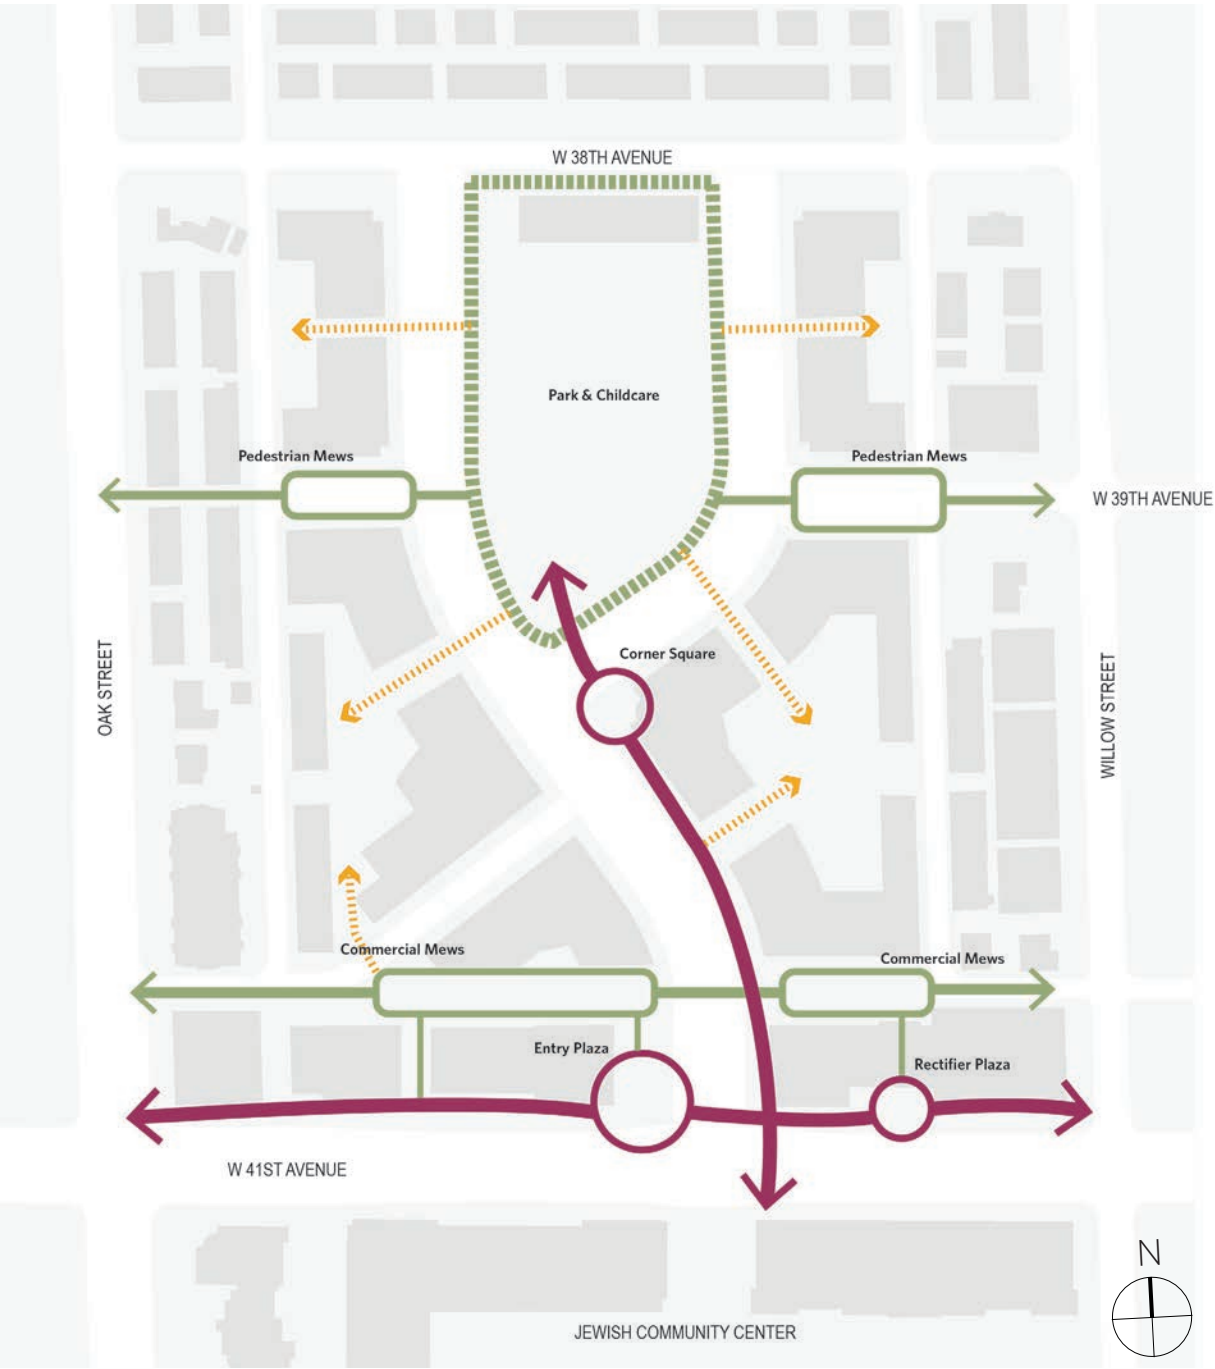 W 38TH AVENUE
Park & Childcare
Pedestrian Mews
Pedestrian Mews
W 39TH AVENUE
OAK STREET
Corner Square
WILLOW STREET
Commercial Mews
Commercial Mews
Entry Plaza
Rectifier Plaza
W 41ST AVENUE
N
JEWISH COMMUNITY CENTER